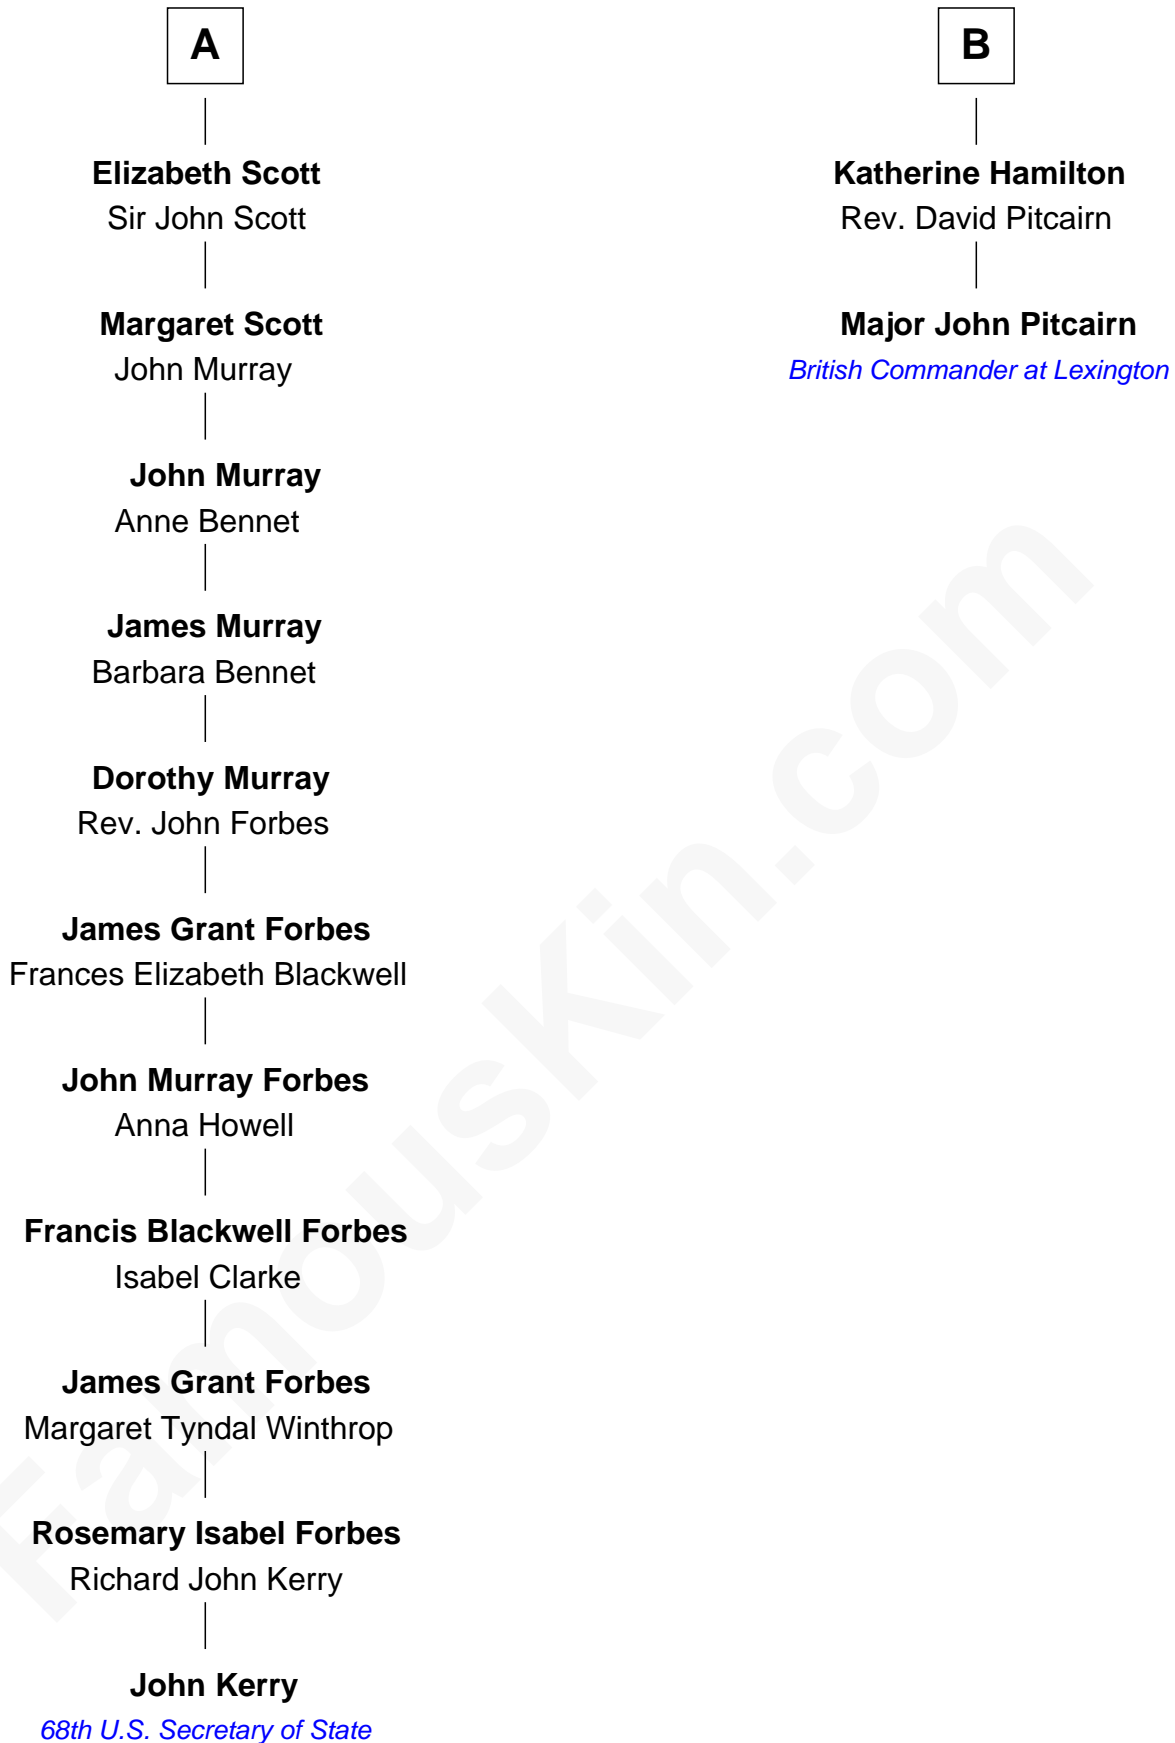 A
Elizabeth Scott
Sir John Scott
Margaret Scott
John Murray
John Murray
Anne Bennet
James Murray
Barbara Bennet
Dorothy Murray
Rev. John Forbes
James Grant Forbes
Frances Elizabeth Blackwell
John Murray Forbes
Anna Howell
Francis Blackwell Forbes
Isabel Clarke
James Grant Forbes
Margaret Tyndal Winthrop
Rosemary Isabel Forbes
Richard John Kerry
John Kerry
68th U.S. Secretary of State
B
Katherine Hamilton
Rev. David Pitcairn
Major John Pitcairn
British Commander at Lexington
FamousKin.com